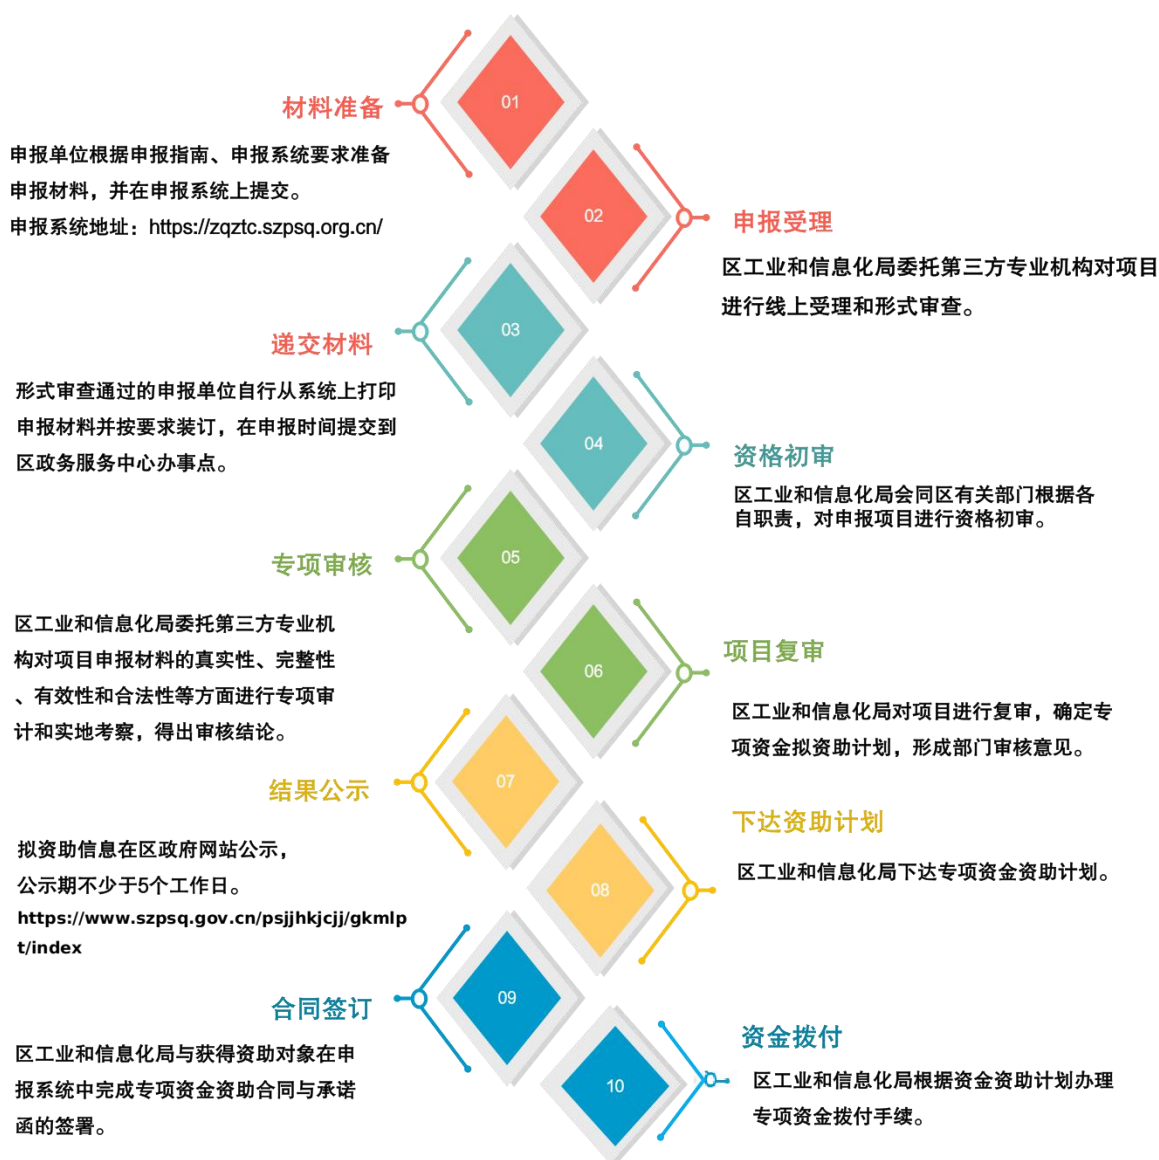 01
材料准备
申报单位根据申报指南、申报系统要求准备
申报材料，并在申报系统上提交。
申报系统地址：https://zqztc.szpsq.org.cn/
02
申报受理
区工业和信息化局委托第三方专业机构对项目
进行线上受理和形式审查。
03
递交材料
形式审查通过的申报单位自行从系统上打印
申报材料并按要求装订，在申报时间提交到
区政务服务中心办事点。
04
资格初审
区工业和信息化局会同区有关部门根据各
自职责，对申报项目进行资格初审。
05
专项审核
区工业和信息化局委托第三方专业机
构对项目申报材料的真实性、完整性
、有效性和合法性等方面进行专项审
计和实地考察，得出审核结论。
06
项目复审
区工业和信息化局对项目进行复审，确定专
项资金拟资助计划，形成部门审核意见。
07
结果公示
拟资助信息在区政府网站公示，
公示期不少于5个工作日。
https://www.szpsq.gov.cn/psjjhkjcjj/gkmlp
t/index
08
下达资助计划
区工业和信息化局下达专项资金资助计划。
09
合同签订
区工业和信息化局与获得资助对象在申
报系统中完成专项资金资助合同与承诺
函的签署。
10
资金拨付
区工业和信息化局根据资金资助计划办理
专项资金拨付手续。